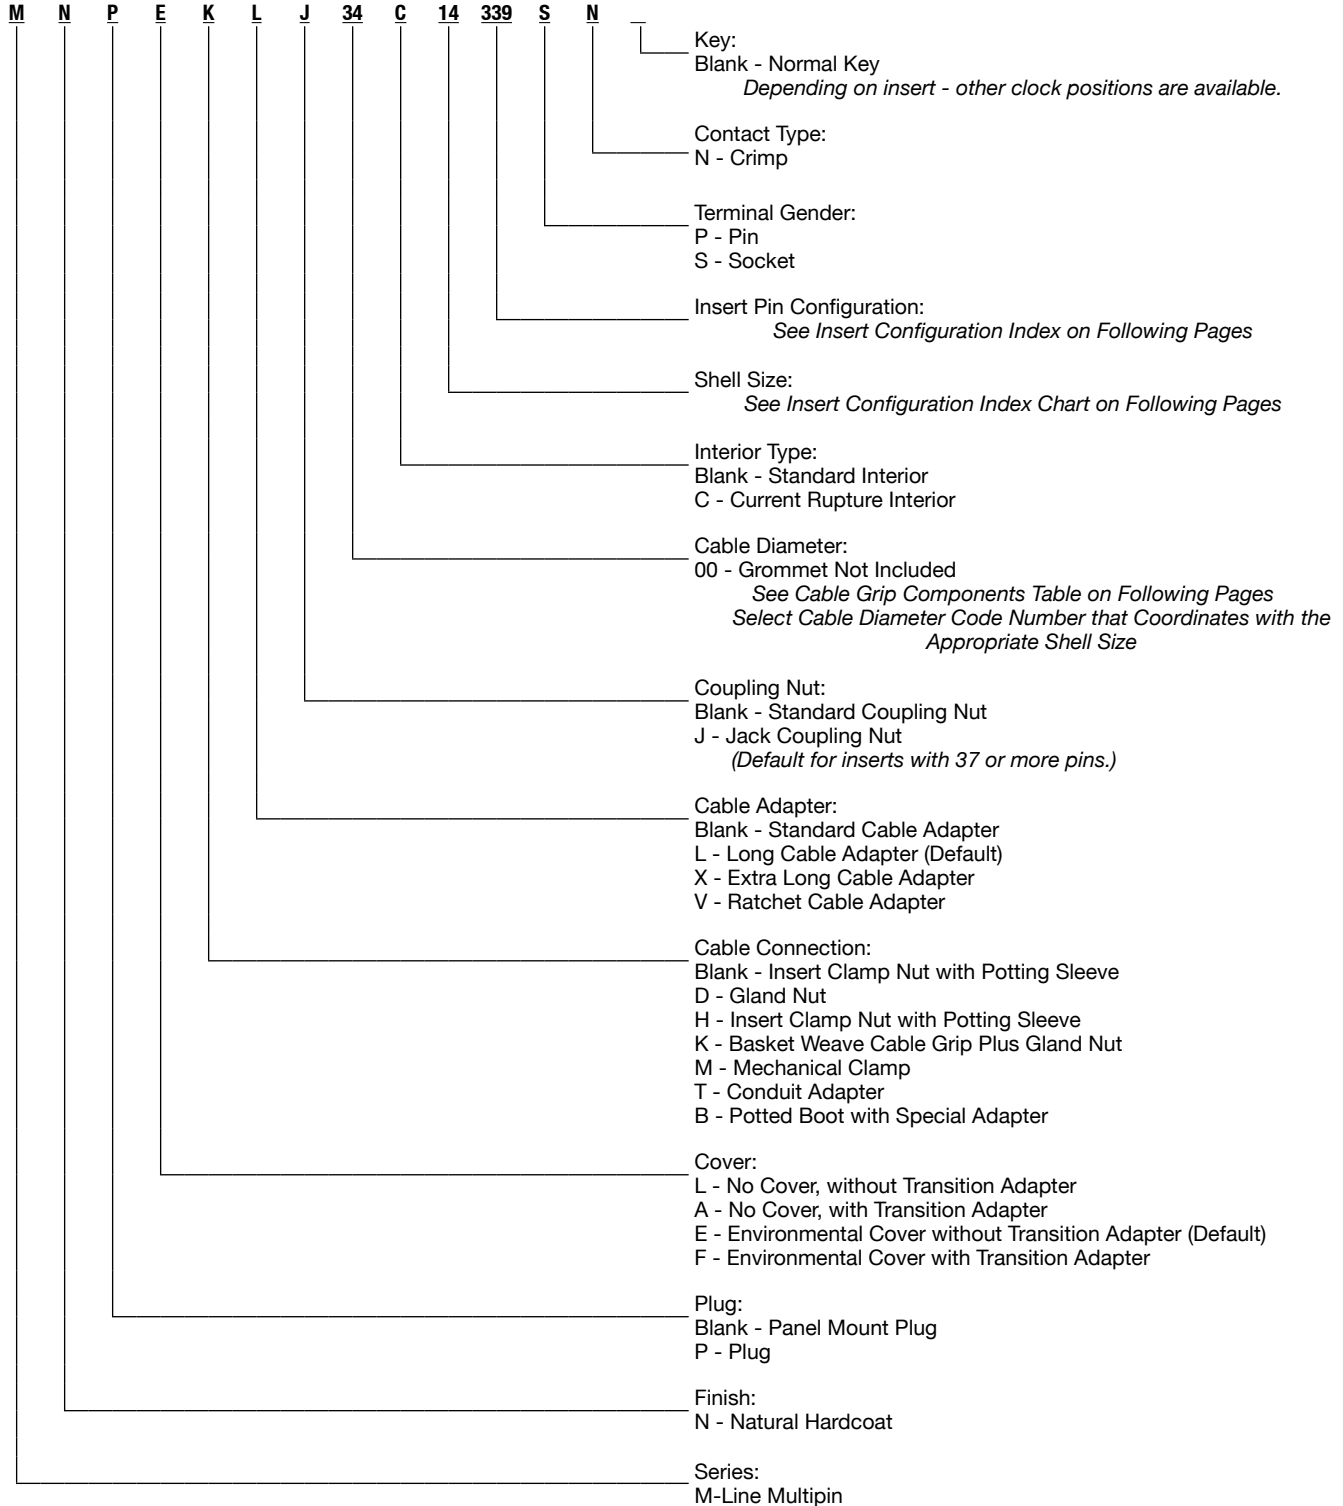 M N P E K L J 34 C 14 339 S N _
Key:
Blank - Normal Key
Depending on insert - other clock positions are available.
Contact Type:
N - Crimp
Terminal Gender:
P - Pin
S - Socket
Insert Pin Configuration:
See Insert Configuration Index on Following Pages
Shell Size:
See Insert Configuration Index Chart on Following Pages
Interior Type:
Blank - Standard Interior
C - Current Rupture Interior
Cable Diameter:
00 - Grommet Not Included
See Cable Grip Components Table on Following Pages
Select Cable Diameter Code Number that Coordinates with the
Appropriate Shell Size
Coupling Nut:
Blank - Standard Coupling Nut
J - Jack Coupling Nut
(Default for inserts with 37 or more pins.)
Cable Adapter:
Blank - Standard Cable Adapter
L - Long Cable Adapter (Default)
X - Extra Long Cable Adapter
V - Ratchet Cable Adapter
Cable Connection:
Blank - Insert Clamp Nut with Potting Sleeve
D - Gland Nut
H - Insert Clamp Nut with Potting Sleeve
K - Basket Weave Cable Grip Plus Gland Nut
M - Mechanical Clamp
T - Conduit Adapter
B - Potted Boot with Special Adapter
Cover:
L - No Cover, without Transition Adapter
A - No Cover, with Transition Adapter
E - Environmental Cover without Transition Adapter (Default)
F - Environmental Cover with Transition Adapter
Plug:
Blank - Panel Mount Plug
P - Plug
Finish:
N - Natural Hardcoat
Series:
M-Line Multipin